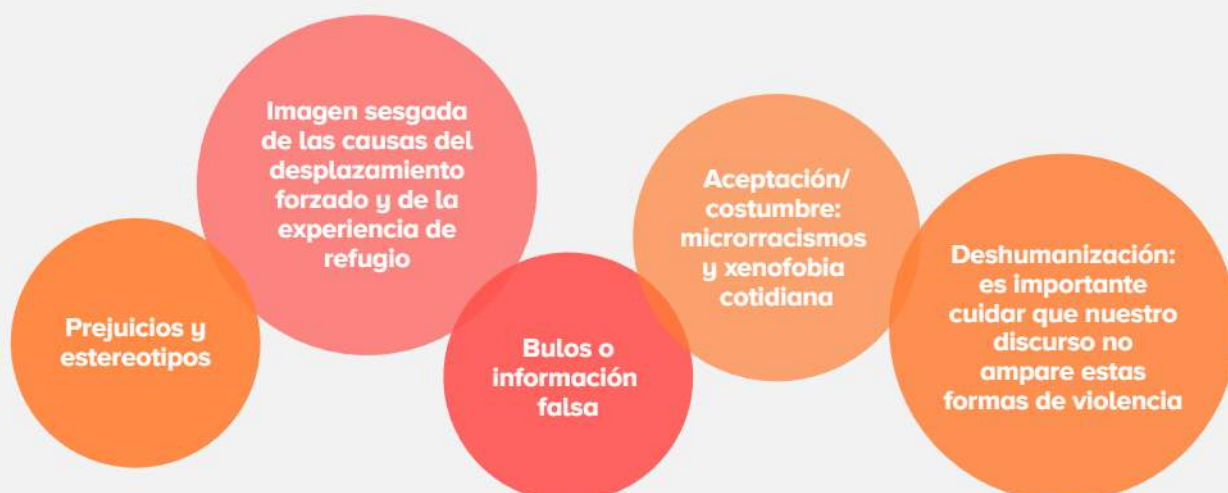 Prejuicios y
estereotipos
Imagen sesgada
de las causas del
desplazamiento
forzado y de la
experiencia de
refugio
Bulos o
información
falsa
Aceptación/
costumbre:
microrracismos
y xenofobia
cotidiana
Deshumanización:
es importante
cuidar que nuestro
discurso no
ampare estas
formas de violencia